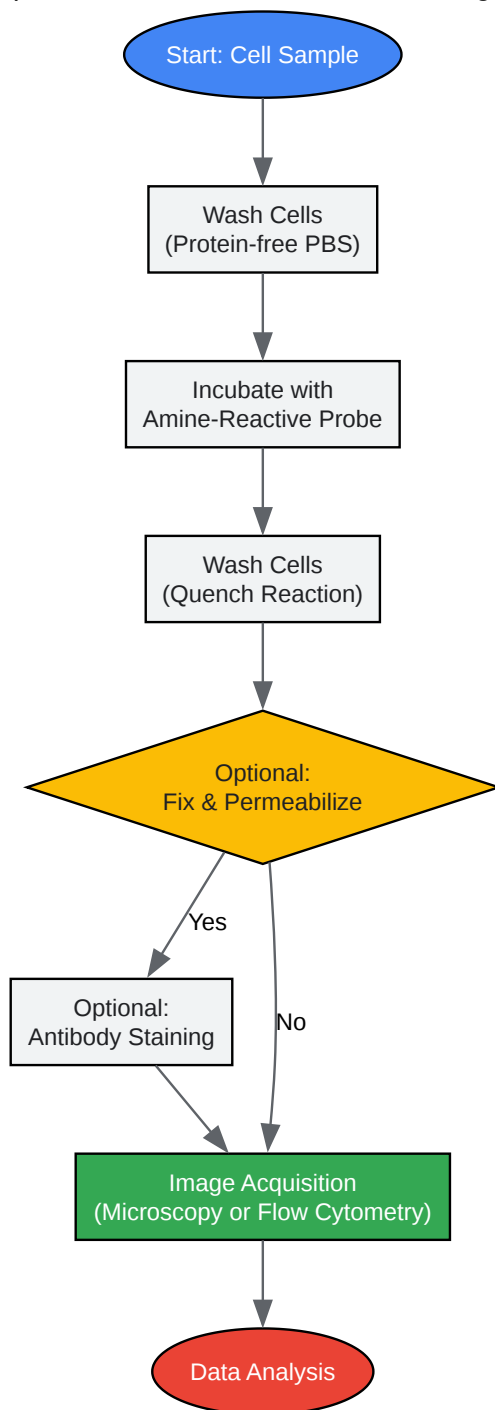 Start: Cell Sample
Wash Cells
(Protein-free PBS)
Incubate with
Amine-Reactive Probe
Wash Cells
(Quench Reaction)
Optional:
Fix & Permeabilize
Yes
Optional:
Antibody Staining
No
Image Acquisition
(Microscopy or Flow Cytometry)
Data Analysis